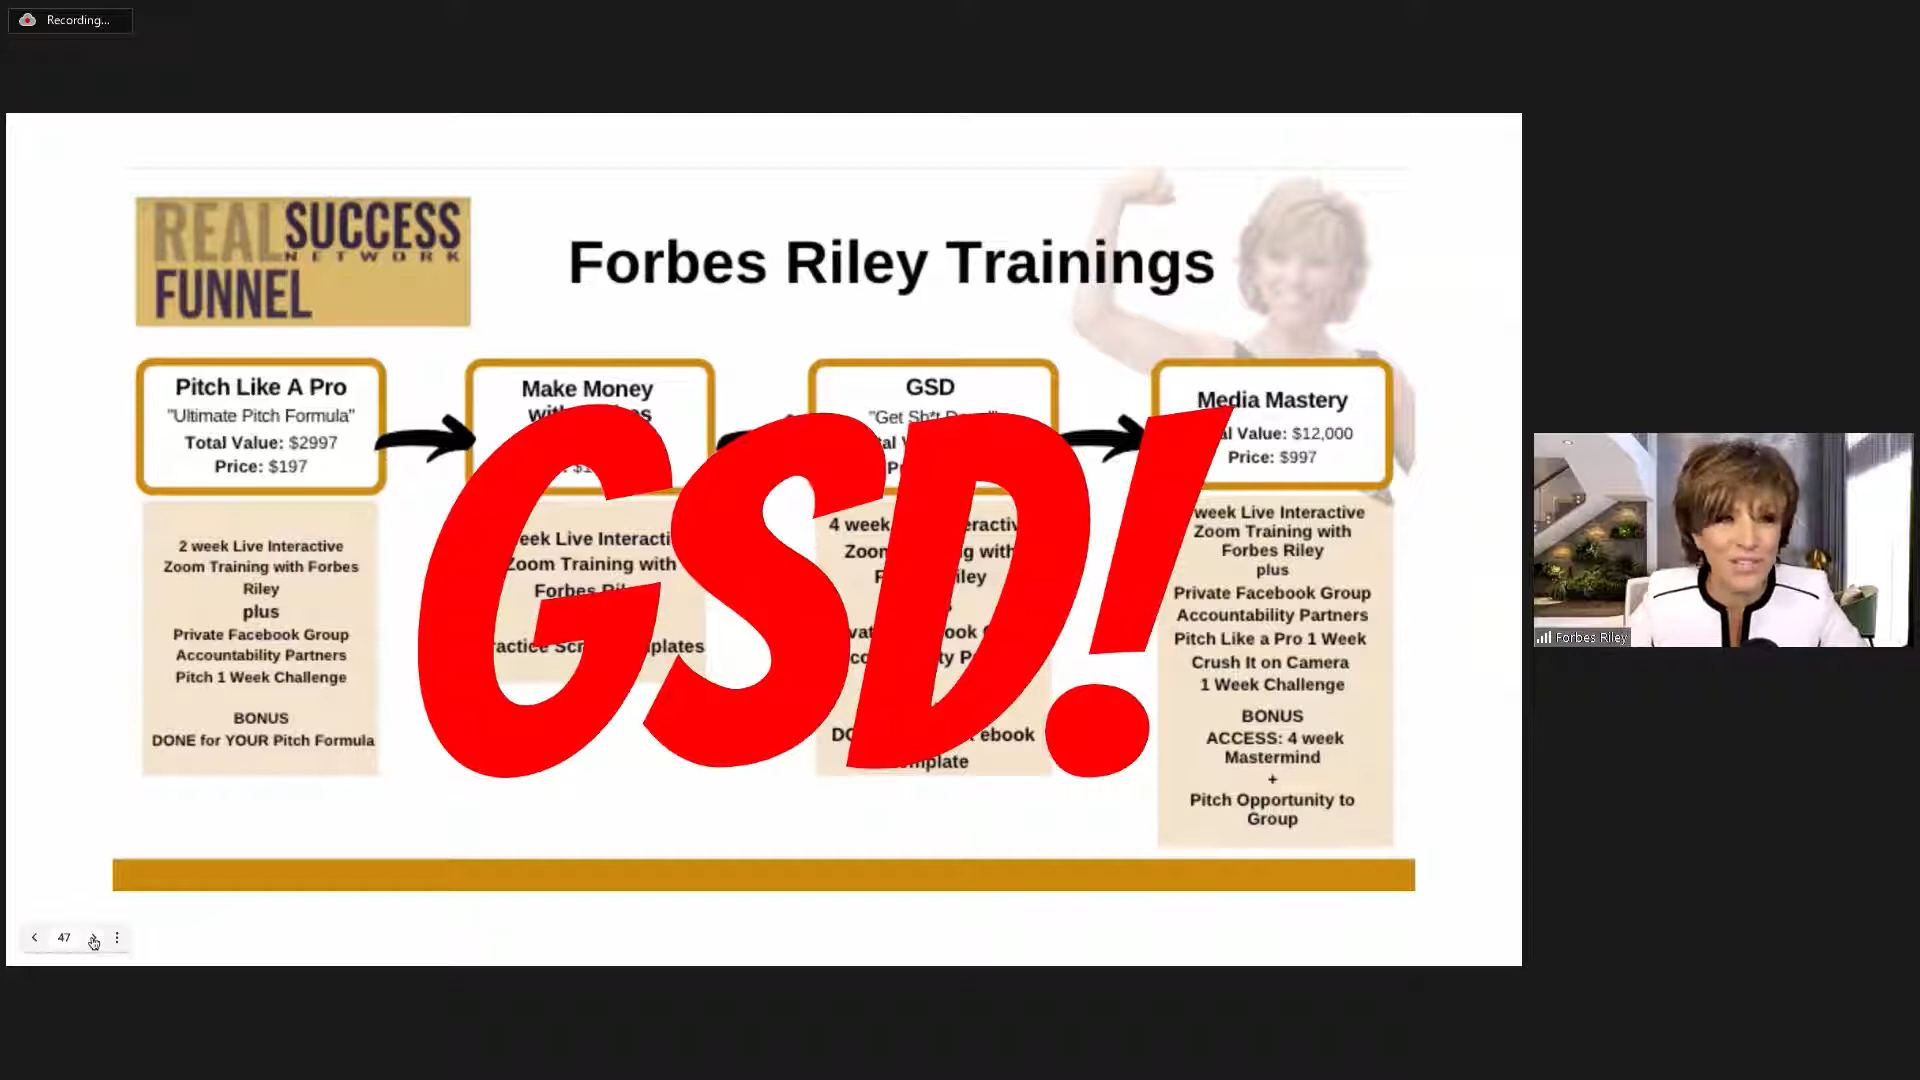 Recording...
REAL SUCCESS
NETWORK
FUNNEL
Forbes Riley Trainings
Pitch Like A Pro
"Ultimate Pitch Formula"
Total Value: $2997
Price: $197
2 week Live Interactive
Zoom Training with Forbes
Riley
plus
Private Facebook Group
Accountability Partners
Pitch 1 Week Challenge
BONUS
DONE for YOUR Pitch Formula
Make Money
Zoom Training with
Forbes
GSD
"Get Sh*t
4 week
with
ebook
Media Mastery
Value: $12,000
Price: $997
week Live Interactive
Zoom Training with
Forbes Riley
plus
Private Facebook Group
Accountability Partners
Pitch Like a Pro 1 Week
Crush It on Camera
1 Week Challenge
BONUS
ACCESS: 4 week
Mastermind
+
Pitch Opportunity to
Group
GSD!
47
Forbes Riley